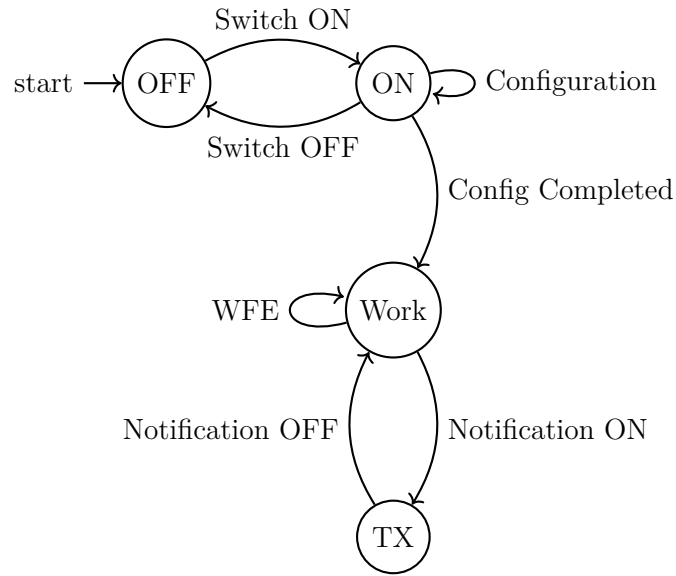 Switch ON
start
OFF
ON
Configuration
Switch OFF
Config Completed
WFE
Work
Notification OFF
Notification ON
TX